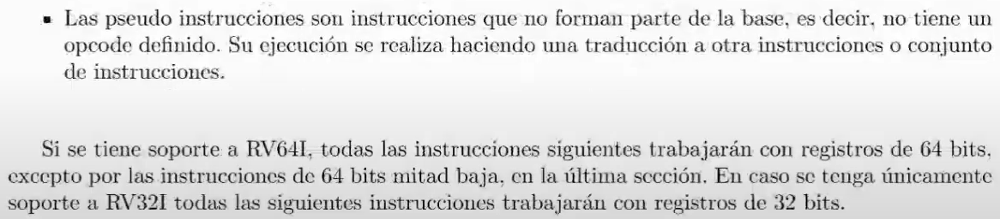 ▪ Las pseudo instrucciones son instrucciones que no forman parte de la base, es decir, no tiene un
opcode definido. Su ejecución se realiza haciendo una traducción a otra instrucciones o conjunto
de instrucciones.
Si se tiene soporte a RV64I, todas las instrucciones siguientes trabajarán con registros de 64 bits,
excepto por las instrucciones de 64 bits mitad baja, en la última sección. En caso se tenga únicamente
soporte a RV32I todas las siguientes instrucciones trabajarán con registros de 32 bits.